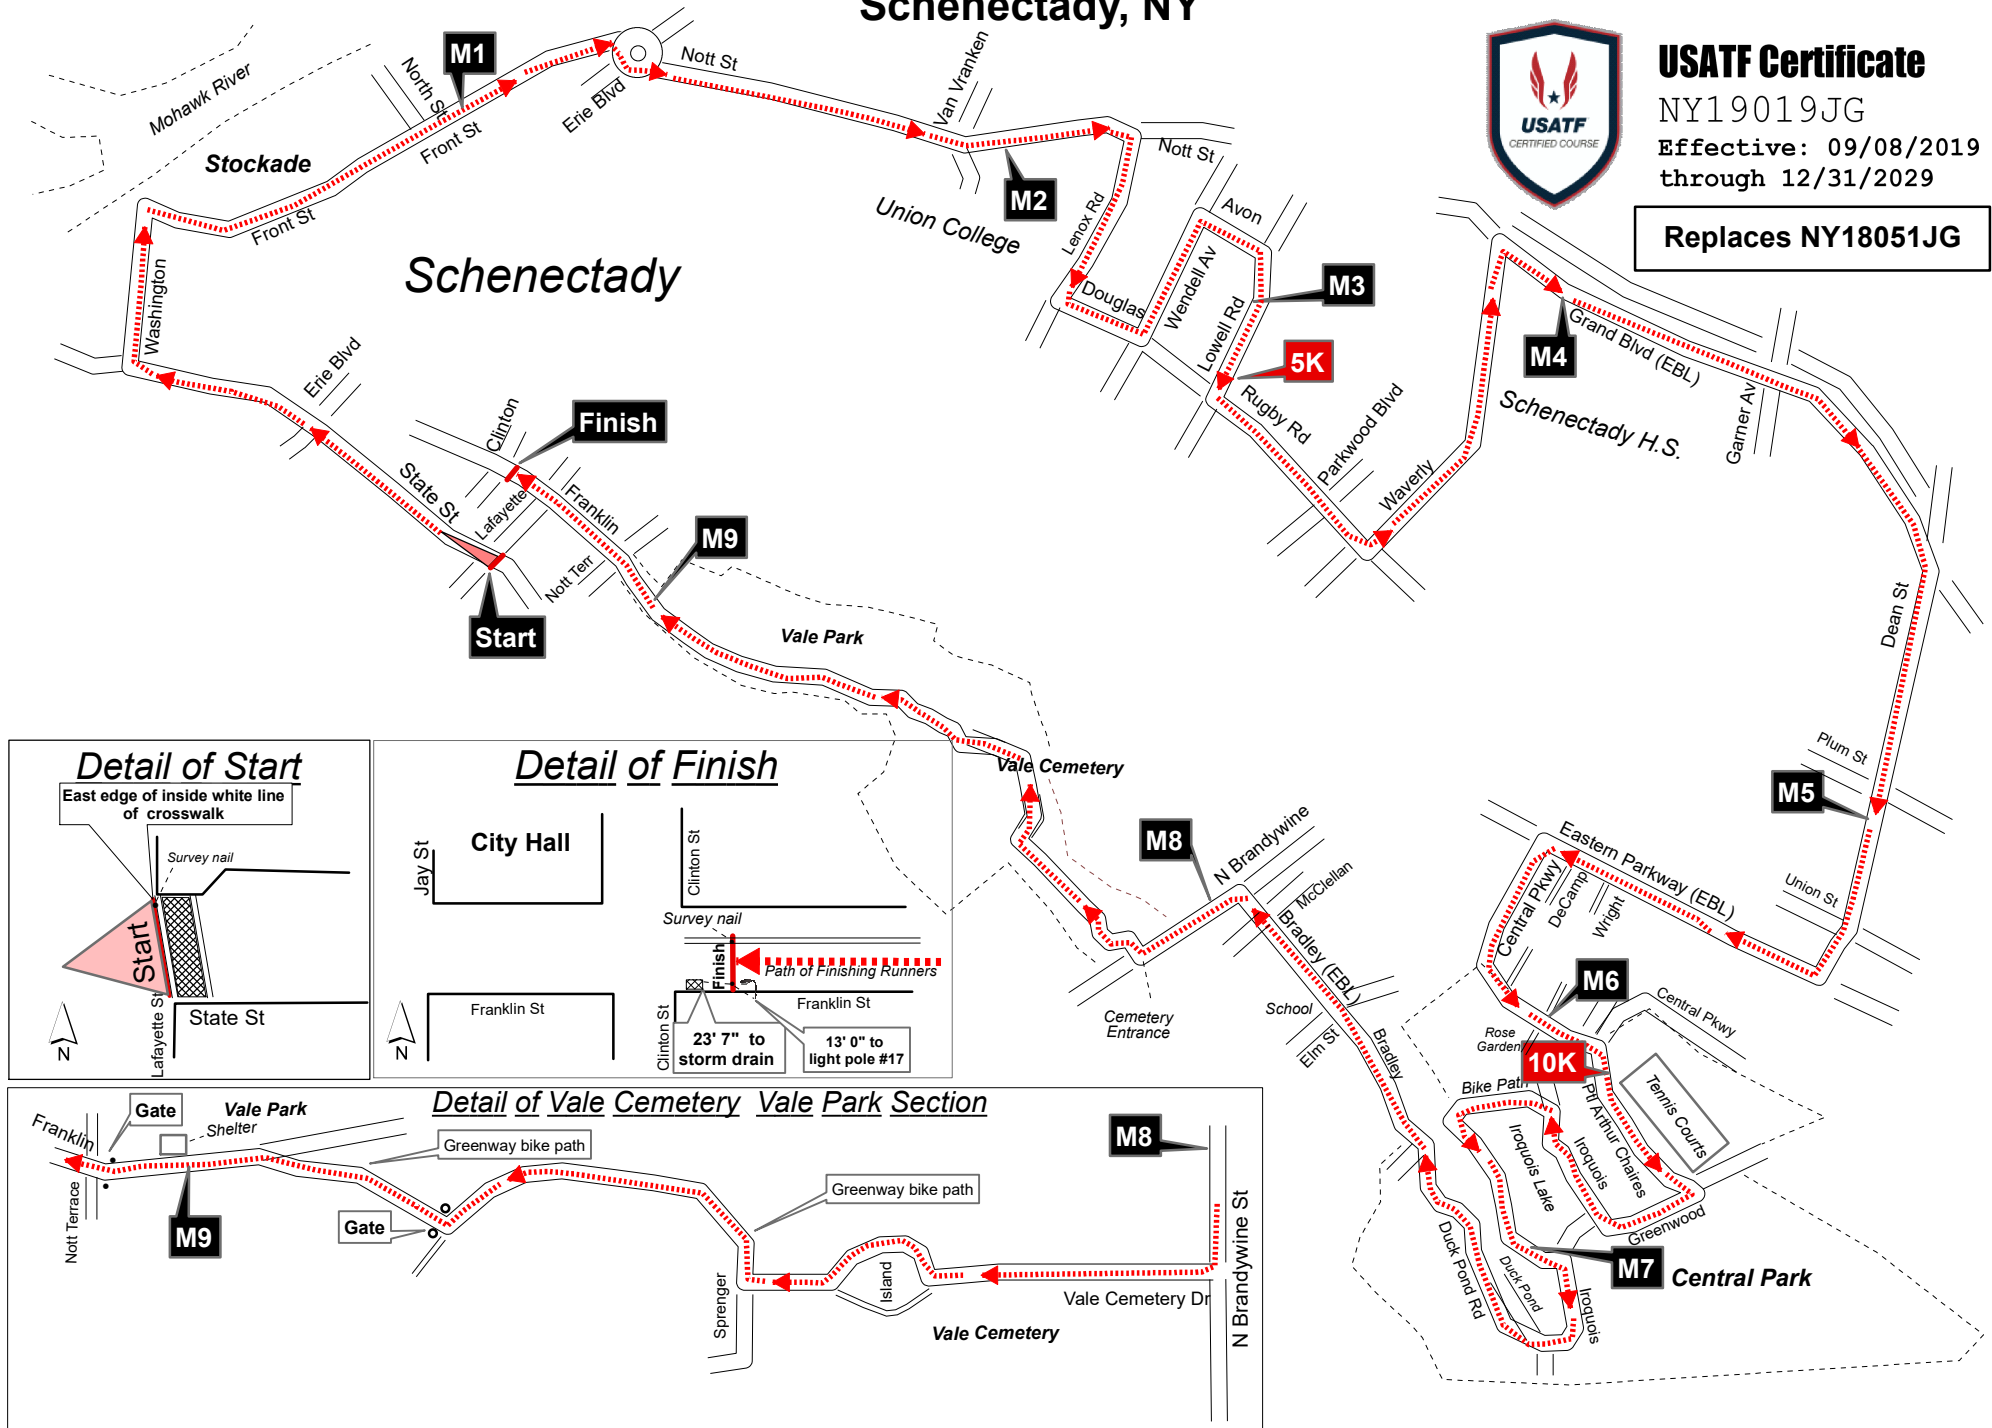 Schenectady, NY
USATF
CERTIFIED COURSE
USATF Certificate
NY19019JG
Effective: 09/08/2019
through 12/31/2029
Replaces NY18051JG
Mohawk River
Stockade
North St
M1
Front St
Front St
Erie Blvd
Nott St
Van Vranken
M2
Union College
Nott St
Lenox Rd
Douglas
Wendell Av
Avon
Lowell Rd
M3
5K
Rugby Rd
Parkwood Blvd
Waverly
M4
Grand Blvd (EBL)
Schenectady H.S.
Garner Av
Dean St
Plum St
M5
Union St
Eastern Parkway (EBL)
Wright
DeCamp
Central Pkwy
M6
Central Pkwy
Rose
Garden
10K
Tennis Courts
Ptl Arthur Chaires
Bike Path
Iroquois
Iroquois Lake
Greenwood
M7
Central Park
Duck Pond
Duck Pond Rd
Iroquois
Bradley
Bradley (EBL)
School
Elm St
McClellan
N Brandywine
M8
Cemetery
Entrance
Vale Cemetery
Vale Park
M9
Nott Terr
Franklin
Lafayette
Clinton
Finish
Start
State St
Erie Blvd
Washington
Schenectady
Detail of Start
East edge of inside white line
of crosswalk
Survey nail
Start
Lafayette St
State St
N
Detail of Finish
City Hall
Jay St
Clinton St
Survey nail
Finish
Path of Finishing Runners
Franklin St
Franklin St
Clinton St
23' 7" to
storm drain
13' 0" to
light pole #17
N
Detail of Vale Cemetery Vale Park Section
Franklin
Gate
Vale Park
Shelter
Greenway bike path
Nott Terrace
M9
Gate
Greenway bike path
Sprenger
Island
Vale Cemetery Dr
Vale Cemetery
M8
N Brandywine St